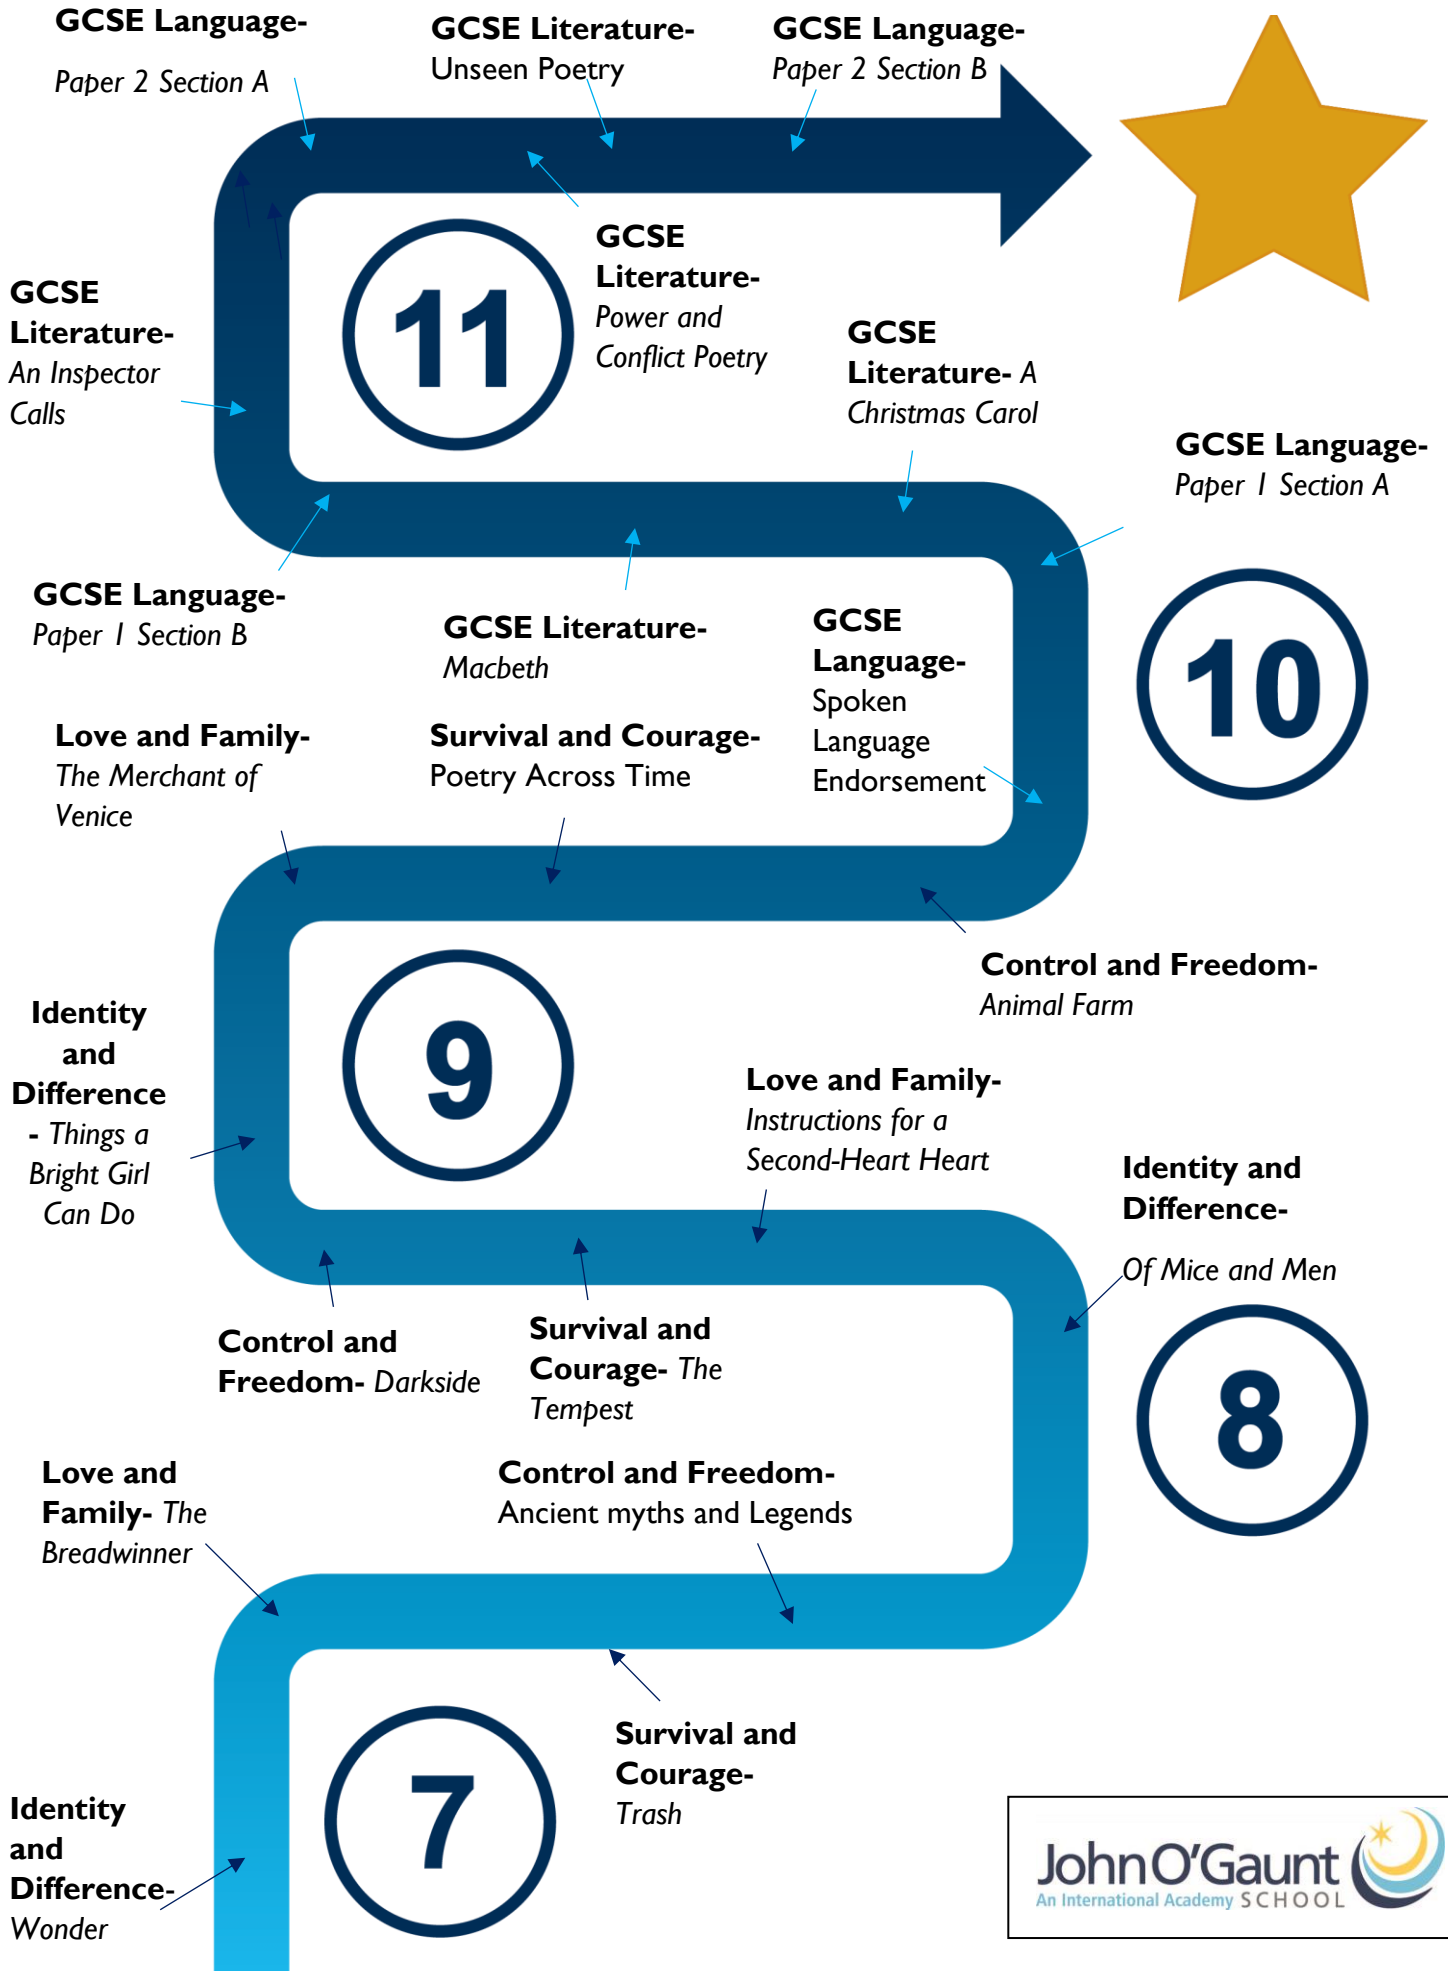 GCSE Language-
Paper 2 Section A
GCSE Literature-
Unseen Poetry
GCSE Language-
Paper 2 Section B
GCSE
Literature-
An Inspector
Calls
11
GCSE
Literature-
Power and
Conflict Poetry
GCSE
Literature- A
Christmas Carol
GCSE Language-
Paper 1 Section A
GCSE Language-
Paper 1 Section B
GCSE Literature-
Macbeth
GCSE
Language-
Spoken
Language
Endorsement
10
Love and Family-
The Merchant of
Venice
Survival and Courage-
Poetry Across Time
Control and Freedom-
Animal Farm
Identity
and
Difference
- Things a
Bright Girl
Can Do
9
Love and Family-
Instructions for a
Second-Heart Heart
Identity and
Difference-
Of Mice and Men
Control and
Freedom- Darkside
Survival and
Courage- The
Tempest
8
Love and
Family- The
Breadwinner
Control and Freedom-
Ancient myths and Legends
7
Survival and
Courage-
Trash
Identity
and
Difference-
Wonder
John O'Gaunt
An International Academy SCHOOL